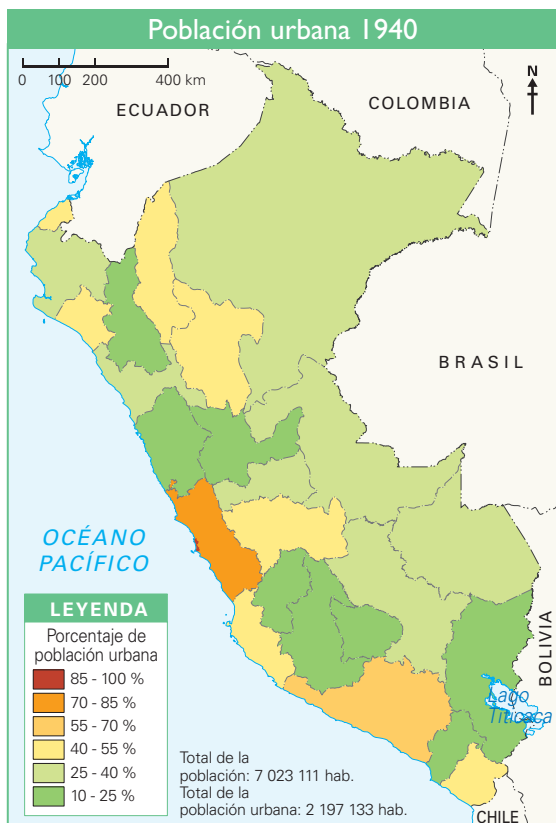 Población urbana 1940
0 100 200 400 km
N
ECUADOR
COLOMBIA
BRASIL
OCÉANO
PACÍFICO
BOLIVIA
Lago
Titicaca
CHILE
LEYENDA
Porcentaje de
población urbana
85 - 100 %
70 - 85 %
55 - 70 %
40 - 55 %
25 - 40 %
10 - 25 %
Total de la
población: 7 023 111 hab.
Total de la
población urbana: 2 197 133 hab.